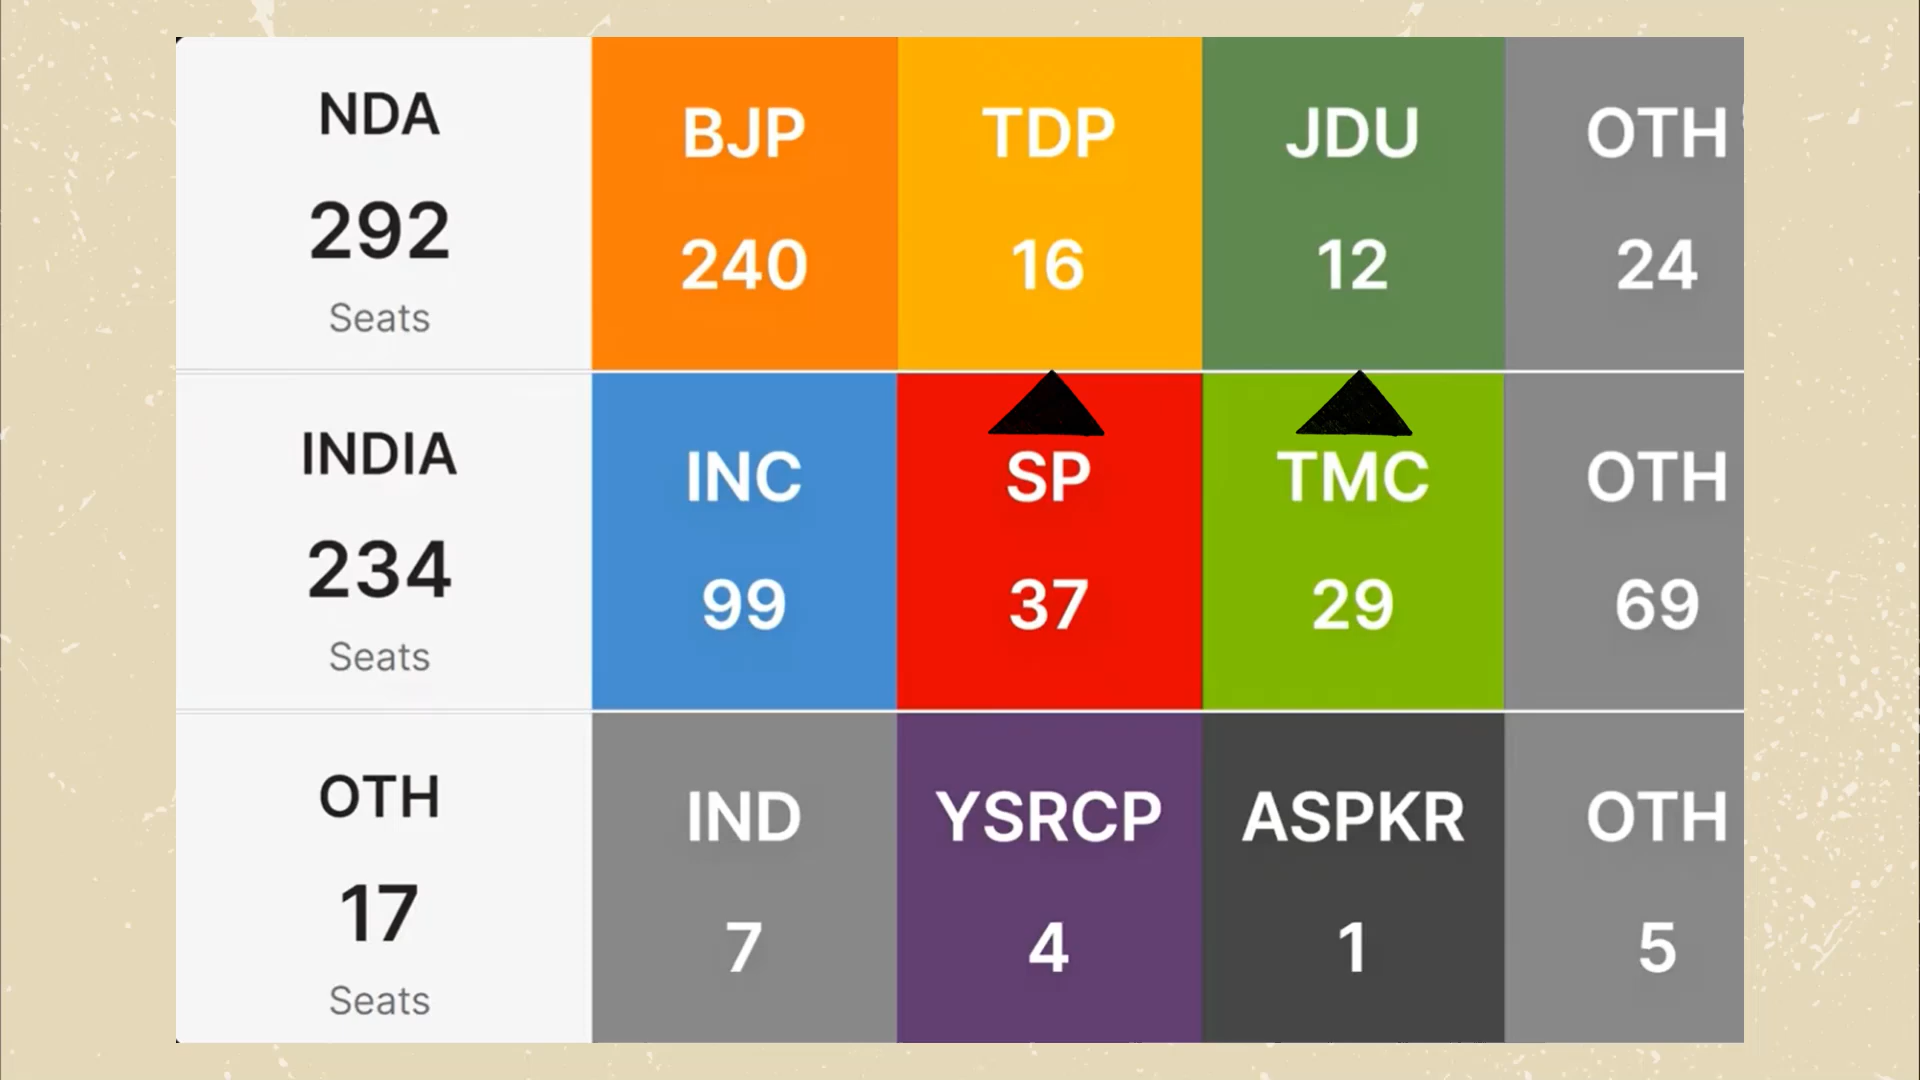 NDA
292
Seats
BJP
240
TDP
16
JDU
12
OTH
24
INDIA
234
Seats
INC
99
SP
37
TMC
29
OTH
69
OTH
17
Seats
IND
7
YSRCP
4
ASPKR
1
OTH
5